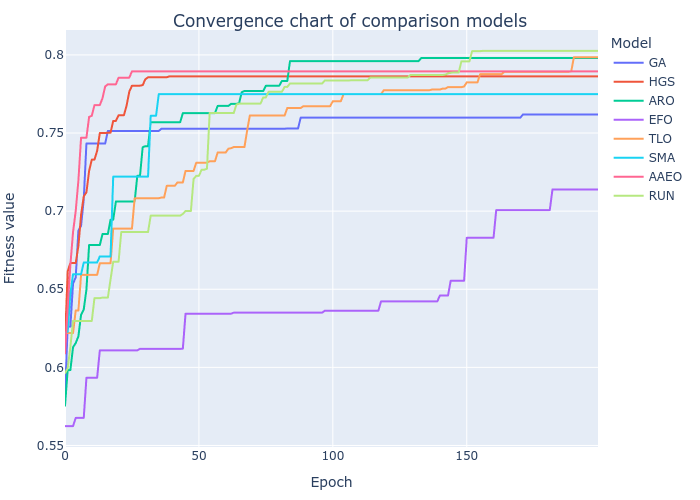 Convergence chart of comparison models
Fitness value
0.8
0.75
0.7
0.65
0.6
0.55
0
50
100
150
Epoch
Model
GA
HGS
ARO
EFO
TLO
SMA
AAEO
RUN